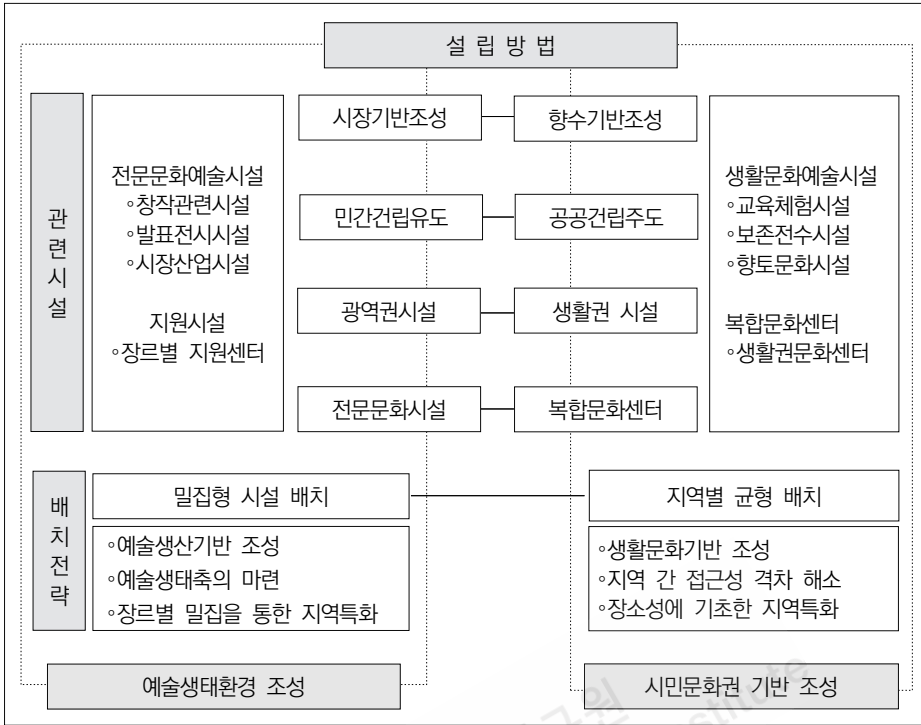 설 립 방 법
관
련
시
설
전문문화예술시설
◦창작관련시설
◦발표전시시설
◦시장산업시설
지원시설
◦장르별 지원센터
시장기반조성
향수기반조성
민간건립유도
공공건립주도
광역권시설
생활권 시설
전문문화시설
복합문화센터
생활문화예술시설
◦교육체험시설
◦보존전수시설
◦향토문화시설
복합문화센터
◦생활권문화센터
배
치
전
략
밀집형 시설 배치
◦예술생산기반 조성
◦예술생태축의 마련
◦장르별 밀집을 통한 지역특화
지역별 균형 배치
◦생활문화기반 조성
◦지역 간 접근성 격차 해소
◦장소성에 기초한 지역특화
예술생태환경 조성
시민문화권 기반 조성